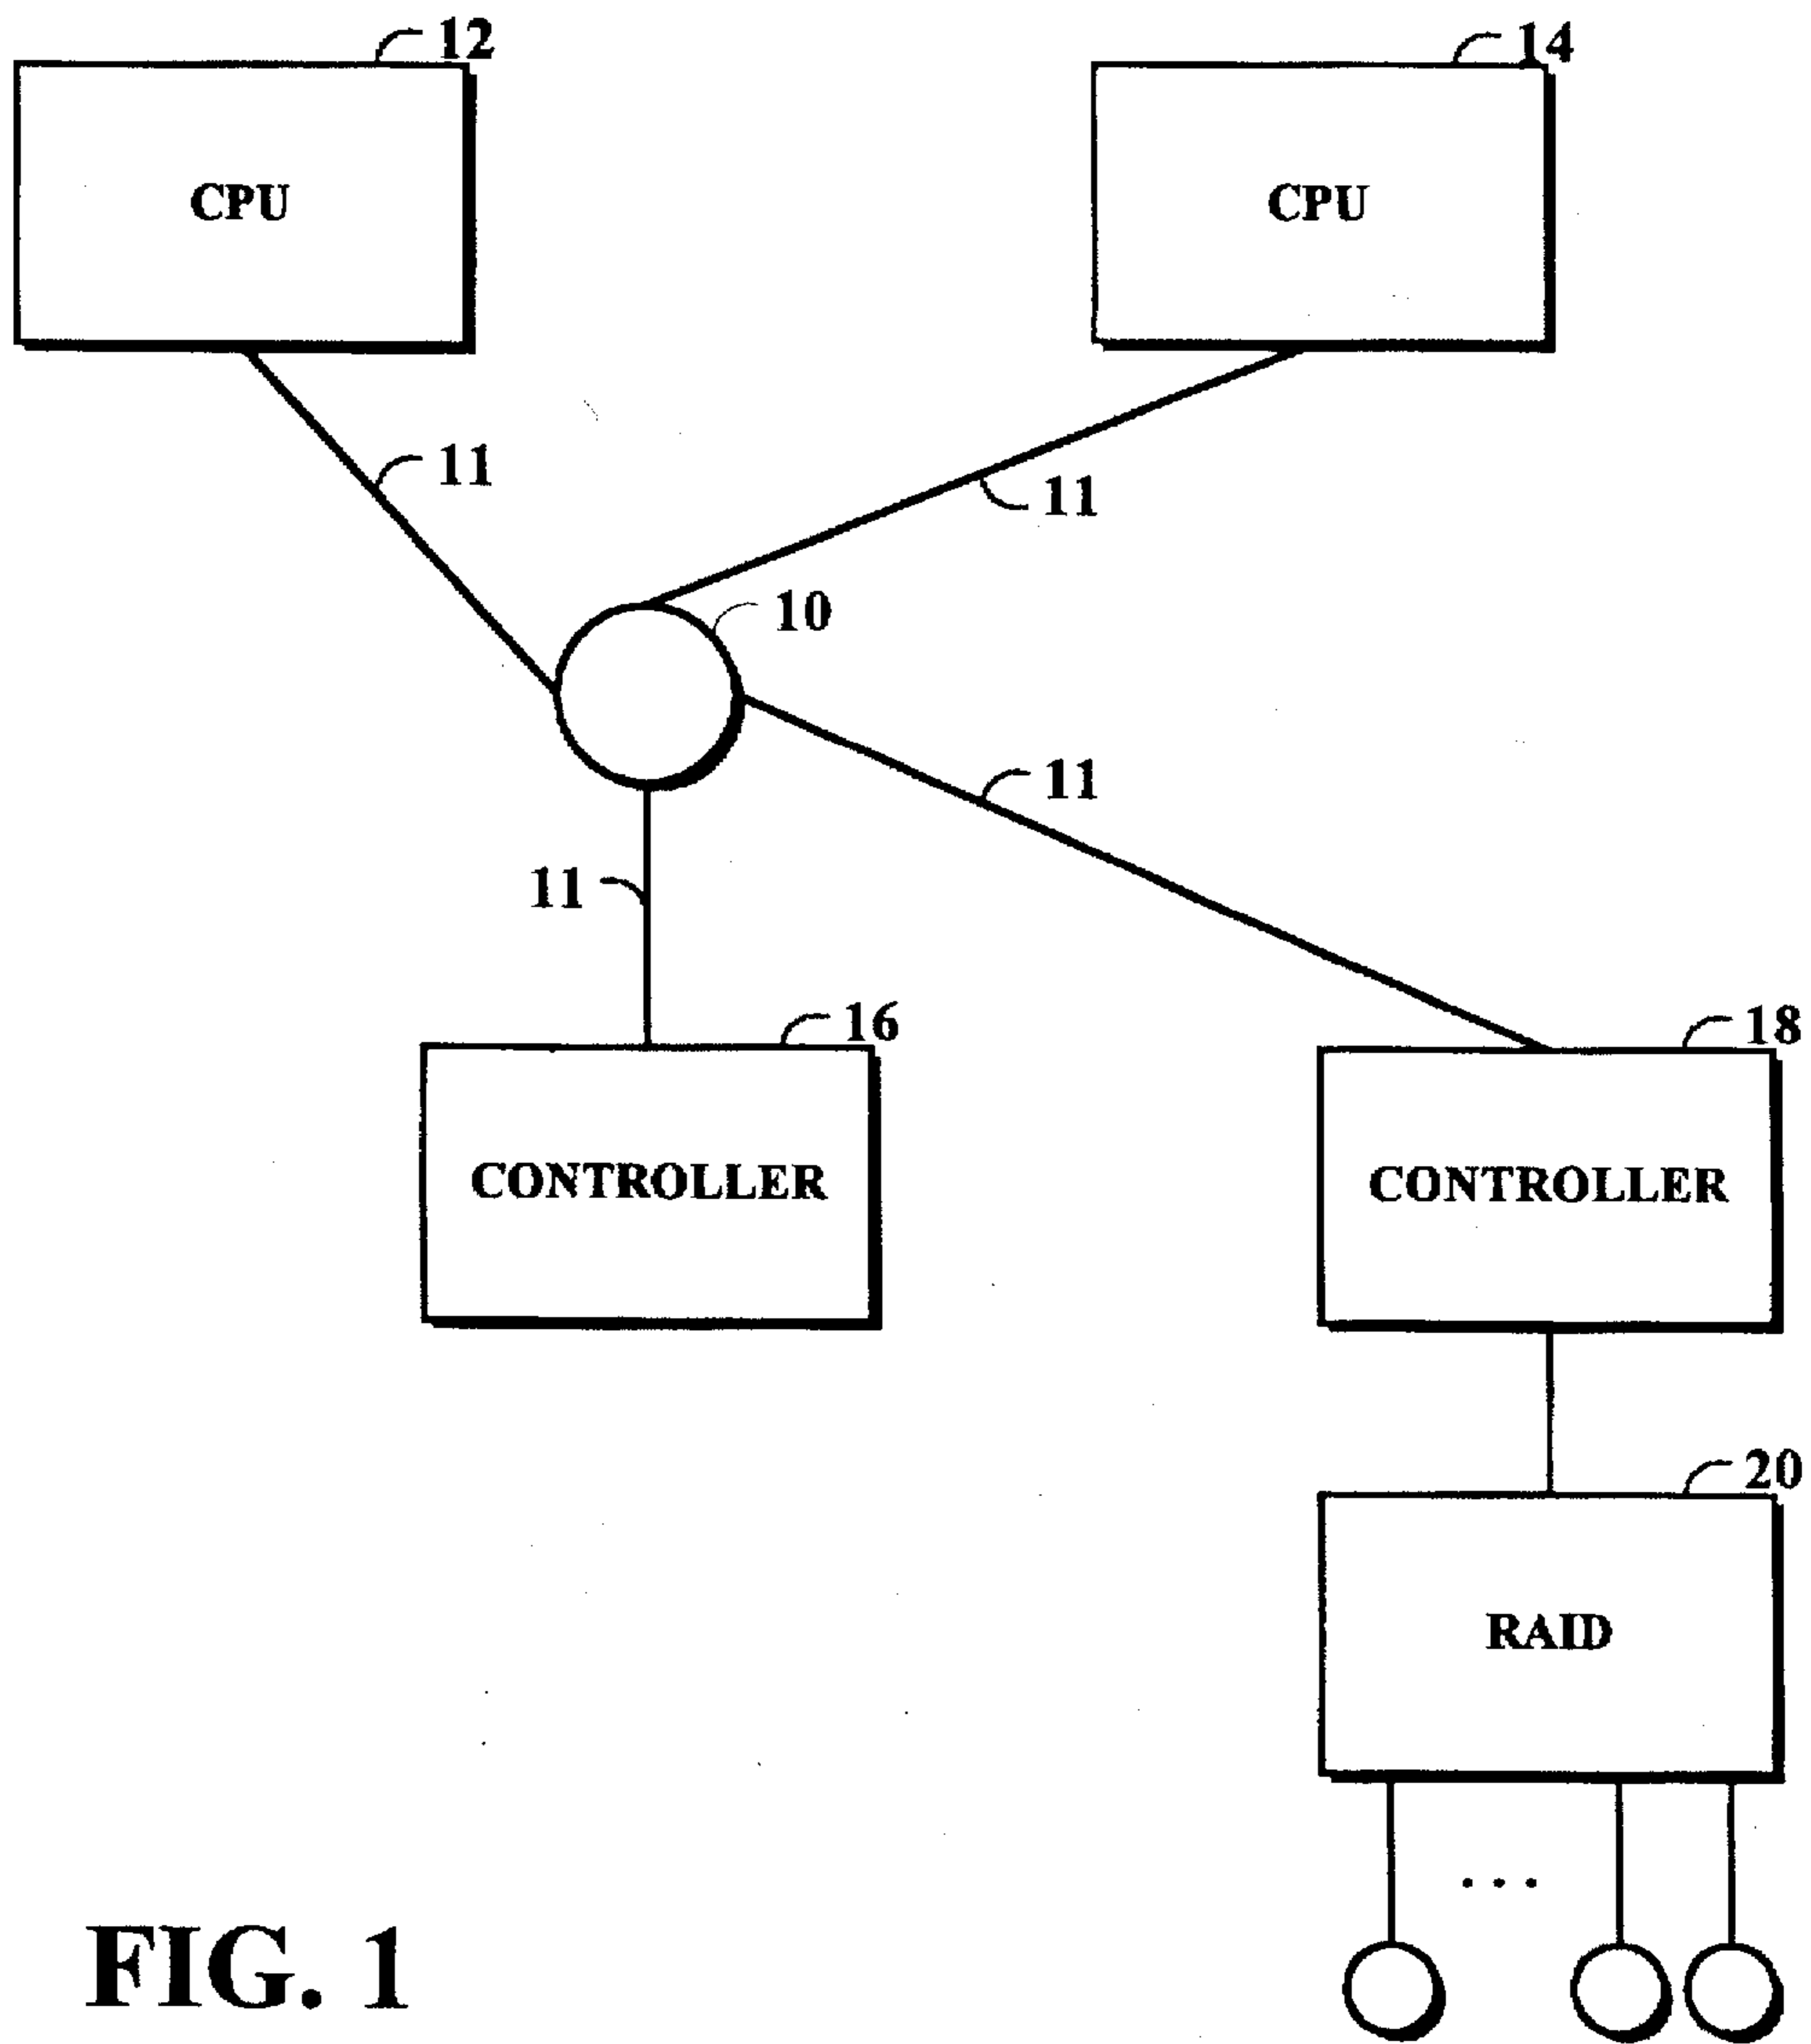 12
14
CPU
CPU
11
11
10
11
11
16
18
CONTROLLER
CONTROLLER
20
RAID
...
FIG. 1